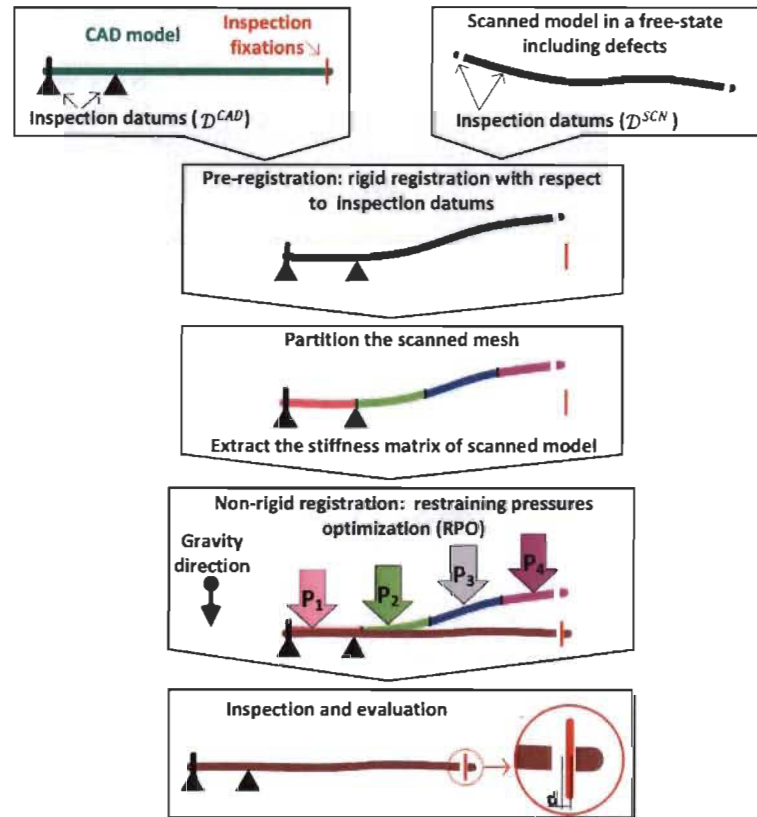 CAD model
Inspection
fixations
Inspection datums (𝒟^CAD)
Scanned model in a free-state
including defects
Inspection datums (𝒟^SCN)
Pre-registration: rigid registration with respect
to inspection datums
Partition the scanned mesh
Extract the stiffness matrix of scanned model
Non-rigid registration: restraining pressures
optimization (RPO)
Gravity
direction
P1
P2
P3
P4
Inspection and evaluation
d